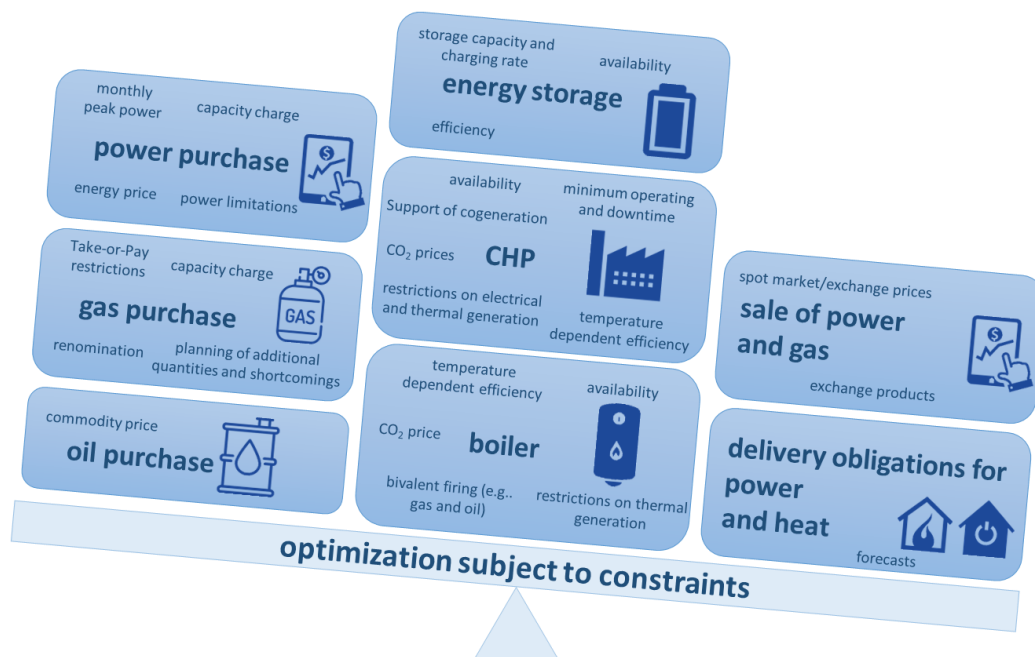 monthly
peak power
capacity charge
power purchase
$
energy price
power limitations
Take-or-Pay
restrictions
capacity charge
GAS
gas purchase
renomination
planning of additional
quantities and shortcomings
commodity price
oil purchase
storage capacity and
charging rate
availability
energy storage
efficiency
availability
minimum operating
and downtime
Support of cogeneration
CO₂ prices
CHP
restrictions on electrical
and thermal generation
temperature
dependent efficiency
temperature
dependent efficiency
availability
CO₂ price
boiler
bivalent firing (e.g..
gas and oil)
restrictions on thermal
generation
spot market/exchange prices
sale of power
and gas
$
exchange products
delivery obligations for
power
and heat
forecasts
optimization subject to constraints